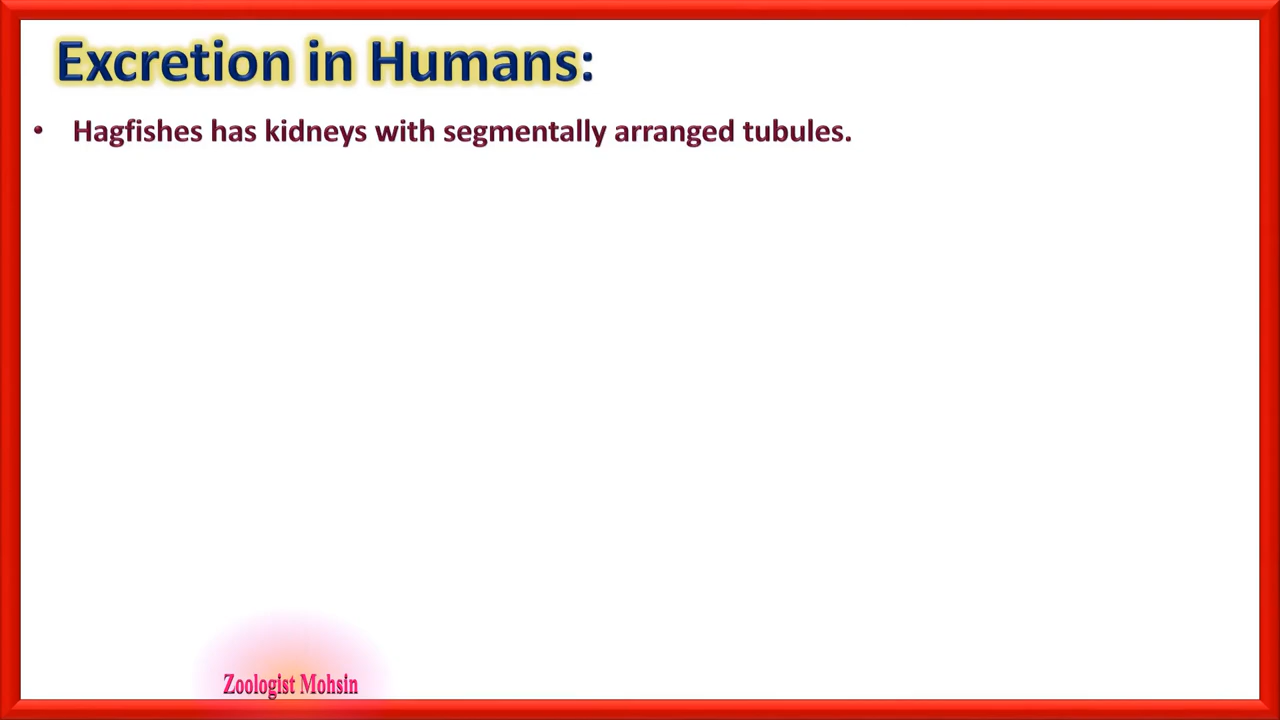 Excretion in Humans:
• Hagfishes has kidneys with segmentally arranged tubules.
Zoologist Mohsin